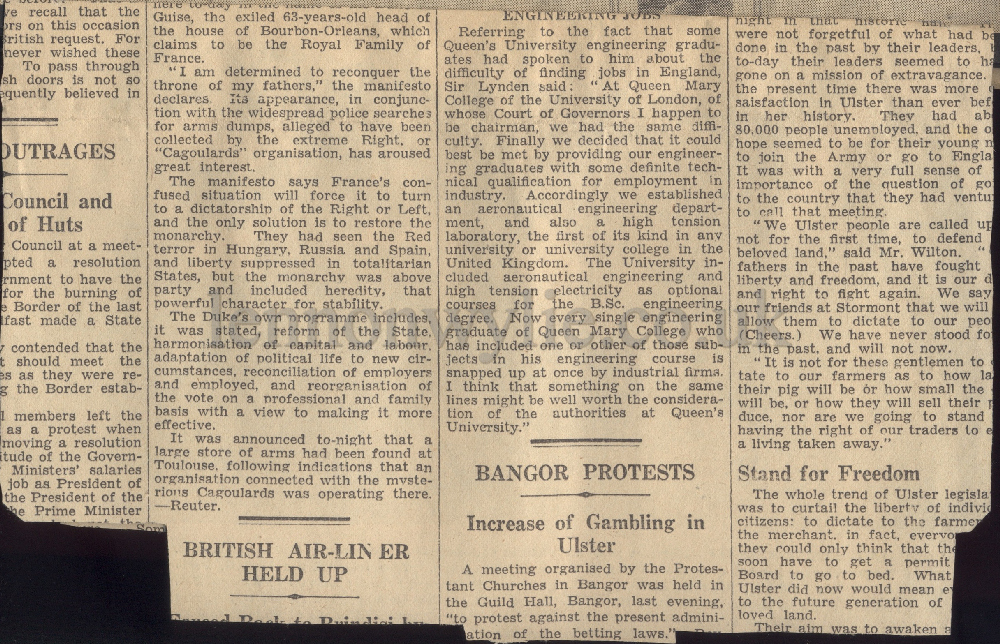 ve recall that the
ors on this occasion
British request. For
never wished these
To pass through
sh doors is not so
equently believed in
OUTRAGES
Council and
of Huts
Council at a meet-
pted a resolution
rnment to have the
for the burning of
e Border of the last
lfast made a State
y contended that the
t should meet the
es as they were re-
g the Border estab-
l members left the
as a protest when
moving a resolution
itude of the Govern-
Ministers' salaries
job as President of
the President of the
he Prime Minister
the
Som
here to-day in the name
Guise, the exiled 63-years-old head of
the house of Bourbon-Orleans, which
claims to be the Royal Family of
France.
"I am determined to reconquer the
throne of my fathers," the manifesto
declares. Its appearance, in conjunc-
tion with the widespread police searches
for arms dumps, alleged to have been
collected by the extreme Right, or
"Cagoulards" organisation, has aroused
great interest.
The manifesto says France's con-
fused situation will force it to turn
to a dictatorship of the Right or Left,
and the only solution is to restore the
monarchy. They had seen the Red
terror in Hungary, Russia and Spain,
and liberty suppressed in totalitarian
States, but the monarchy was above
party and included heredity, that
powerful character for stability.
The Duke's own programme includes,
it was stated, reform of the State,
harmonisation of capital and labour,
adaptation of political life to new cir-
cumstances, reconciliation of employers
and employed, and reorganisation of
the vote on a professional and family
basis with a view to making it more
effective.
It was announced to-night that a
large store of arms had been found at
Toulouse, following indications that an
organisation connected with the myste-
rious Cagoulards was operating there.
—Reuter.
BRITISH AIR-LIN ER
HELD UP
Forced Back to Brindisi by
ENGINEERING JOBS
Referring to the fact that some
Queen's University engineering gradu-
ates had spoken to him about the
difficulty of finding jobs in England,
Sir Lynden said: "At Queen Mary
College of the University of London, of
whose Court of Governors I happen to
be chairman, we had the same diffi-
culty. Finally we decided that it could
best be met by providing our engineer-
ing graduates with some definite tech-
nical qualification for employment in
industry. Accordingly we established
an aeronautical engineering depart-
ment, and also a high tension
laboratory, the first of its kind in any
university or university college in the
United Kingdom. The University in-
cluded aeronautical engineering and
high tension electricity as optional
courses for the B.Sc. engineering
degree. Now every single engineering
graduate of Queen Mary College who
has included one or other of those sub-
jects in his engineering course is
snapped up at once by industrial firms.
I think that something on the same
lines might be well worth the considera-
tion of the authorities at Queen's
University."
BANGOR PROTESTS
Increase of Gambling in
Ulster
A meeting organised by the Protes-
tant Churches in Bangor was held in
the Guild Hall, Bangor, last evening,
"to protest against the present admini-
ation of the betting laws."
night in that historic
were not forgetful of what had be
done in the past by their leaders,
to-day their leaders seemed to ha
gone on a mission of extravagance.
the present time there was more
saisfaction in Ulster than ever bef
in her history. They had ab
80,000 people unemployed, and the o
hope seemed to be for their young m
to join the Army or go to Engla
It was with a very full sense of
importance of the question of go
to the country that they had ventu
to call that meeting.
"We Ulster people are called up
not for the first time, to defend
beloved land," said Mr. Wilton.
fathers in the past have fought
liberty and freedom, and it is our d
and right to fight again. We say
our friends at Stormont that we will
allow them to dictate to our peo
(Cheers.) We have never stood fo
in the past, and will not now.
"It is not for these gentlemen to
tate to our farmers as to how la
their pig will be or how small the
will be, or how they will sell their p
duce, nor are we going to stand
having the right of our traders to e
a living taken away."
Stand for Freedom
The whole trend of Ulster legisla
was to curtail the liberty of indivi
citizens: to dictate to the farmer
the merchant, in fact, everyo
they could only think that the
soon have to get a permit
Board to go to bed. What
Ulster did now would mean ev
to the future generation of
loved land.
Their aim was to awaken a